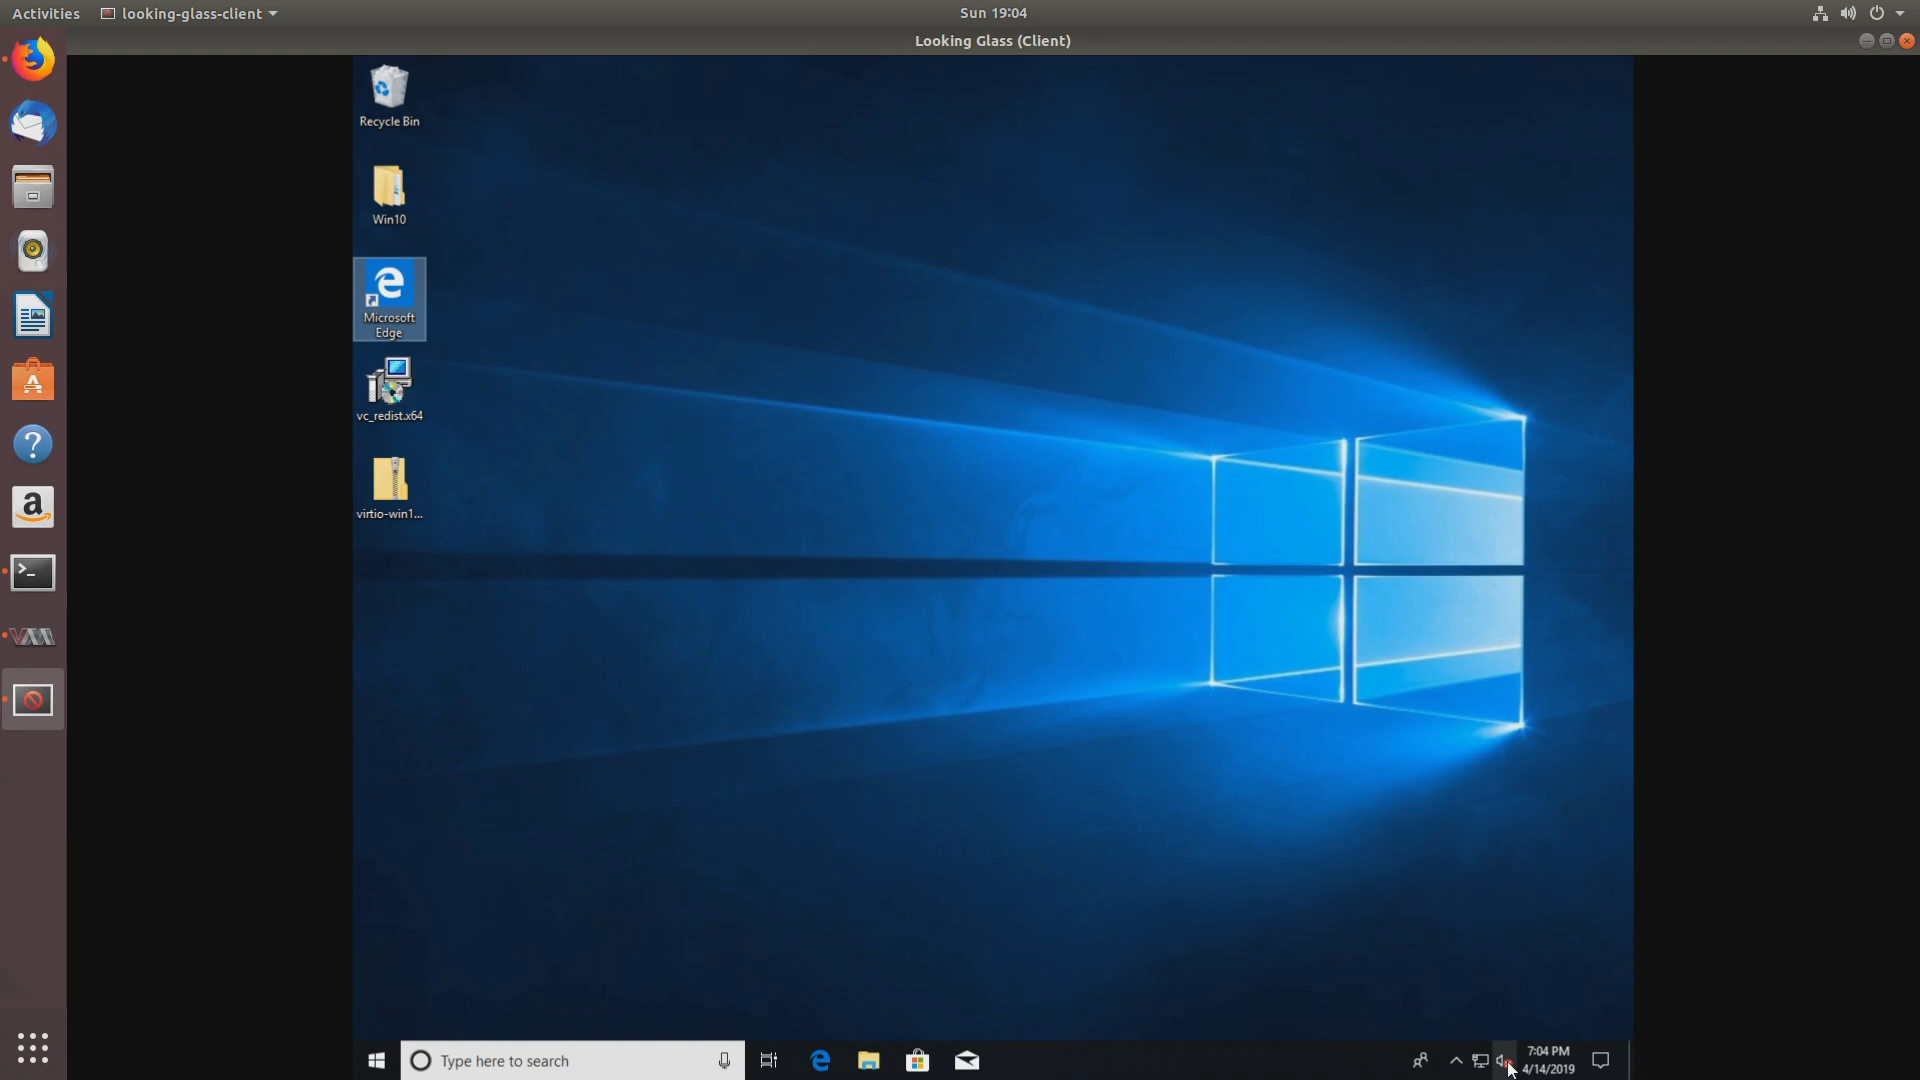 Activities
looking-glass-client
Sun 19:04
Looking Glass (Client)
Recycle Bin
Win10
Microsoft
Edge
vc_redist.x64
virtio-win1...
Type here to search
7:04 PM
4/14/2019